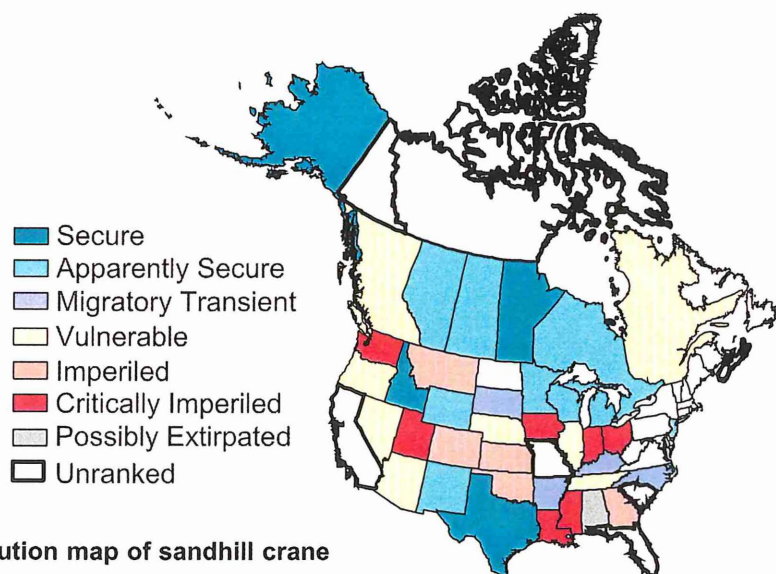 Secure
Apparently Secure
Migratory Transient
Vulnerable
Imperiled
Critically Imperiled
Possibly Extirpated
Unranked
ution map of sandhill crane